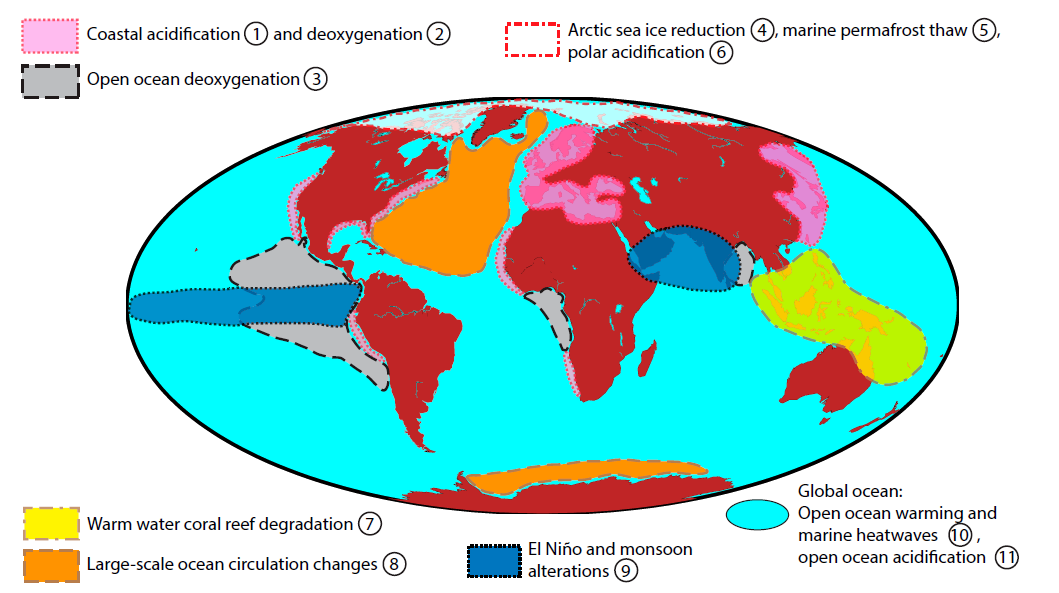 Coastal acidification ① and deoxygenation ②
Open ocean deoxygenation ③
Arctic sea ice reduction ④, marine permafrost thaw ⑤,
polar acidification ⑥
Warm water coral reef degradation ⑦
Large-scale ocean circulation changes ⑧
El Niño and monsoon
alterations ⑨
Global ocean:
Open ocean warming and
marine heatwaves ⑩ ,
open ocean acidification ⑪